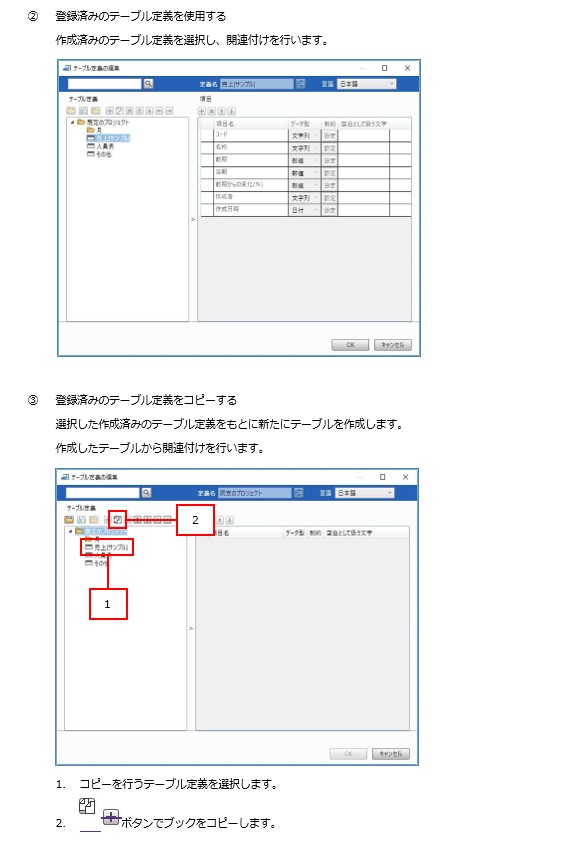 ② 登録済みのテーブル定義を使用する
作成済みのテーブル定義を選択し、関連付けを行います。
テーブル定義の編集
定義名 売上(サンプル) 言語 日本語
テーブル定義 項目
既定のプロジェクト
月
売上(サンプル)
人員表
その他
項目名 データ型 制約 空白として扱う文字
コード 文字列 設定
名称 文字列 設定
前期 数値 設定
当期 数値 設定
前期からの変化(%) 数値 設定
作成者 文字列 設定
作成日時 日付 設定
>
OK キャンセル
③ 登録済みのテーブル定義をコピーする
選択した作成済みのテーブル定義をもとに新たにテーブルを作成します。
作成したテーブルから関連付けを行います。
テーブル定義の編集
定義名 既定のプロジェクト 言語 日本語
テーブル定義
2
既定のプロジェクト
月
売上(サンプル)
人員表
その他
目名 データ型 制約 空白として扱う文字
1
>
OK キャンセル
1. コピーを行うテーブル定義を選択します。
2. ボタンでブックをコピーします。